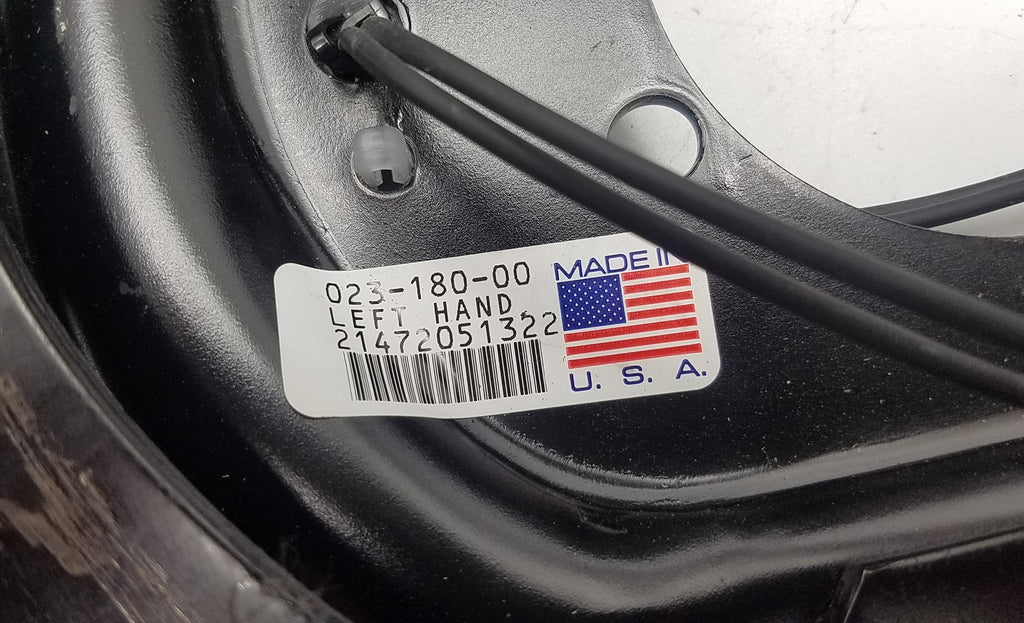 023-180-00
LEFT HAND
21472051322
MADE IN
U. S. A.